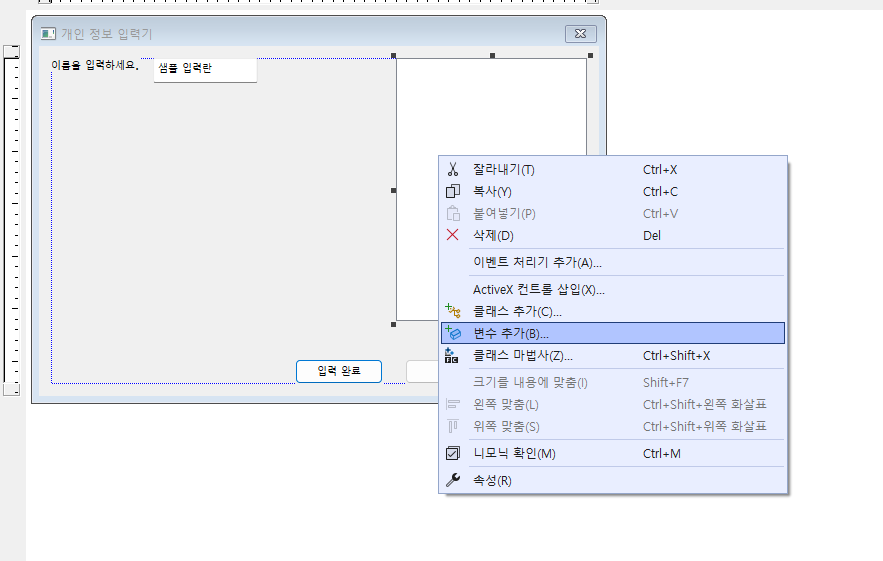 개인 정보 입력기
이름을 입력하세요.
샘플 입력란
잘라내기(T) Ctrl+X
복사(Y) Ctrl+C
붙여넣기(P) Ctrl+V
삭제(D) Del
이벤트 처리기 추가(A)...
ActiveX 컨트롤 삽입(X)...
클래스 추가(C)...
변수 추가(B)...
클래스 마법사(Z)... Ctrl+Shift+X
크기를 내용에 맞춤(I) Shift+F7
왼쪽 맞춤(L) Ctrl+Shift+왼쪽 화살표
위쪽 맞춤(S) Ctrl+Shift+위쪽 화살표
니모닉 확인(M) Ctrl+M
속성(R)
입력 완료